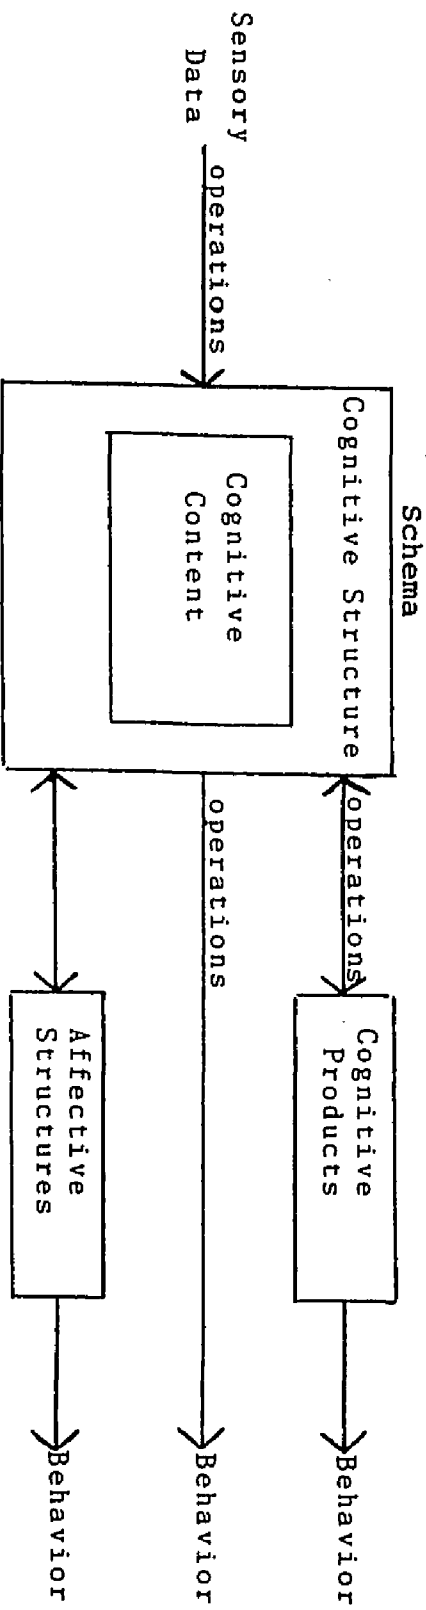 Schema
Cognitive Structure
operations
Cognitive
Products
Behavior
Sensory
Data
operations
Cognitive
Content
operations
Behavior
Affective
Structures
Behavior